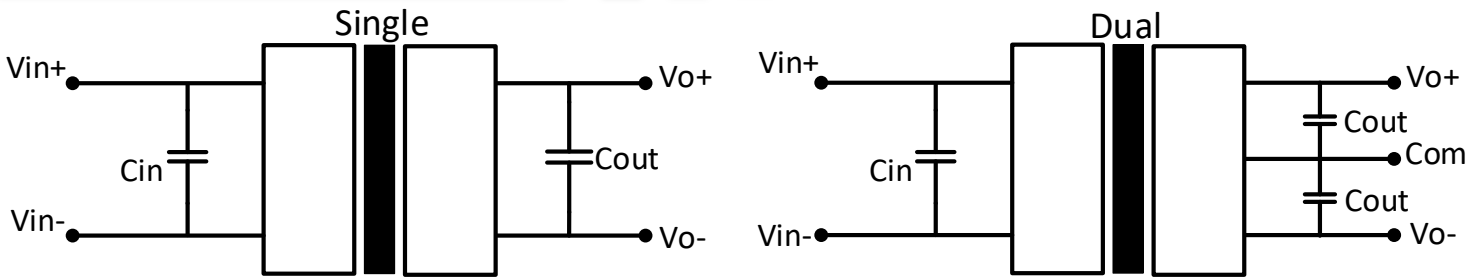 Single
Vin+
Vo+
Cin
Cout
Vin-
Vo-
Dual
Vin+
Vo+
Cout
Com
Cin
Cout
Vin-
Vo-